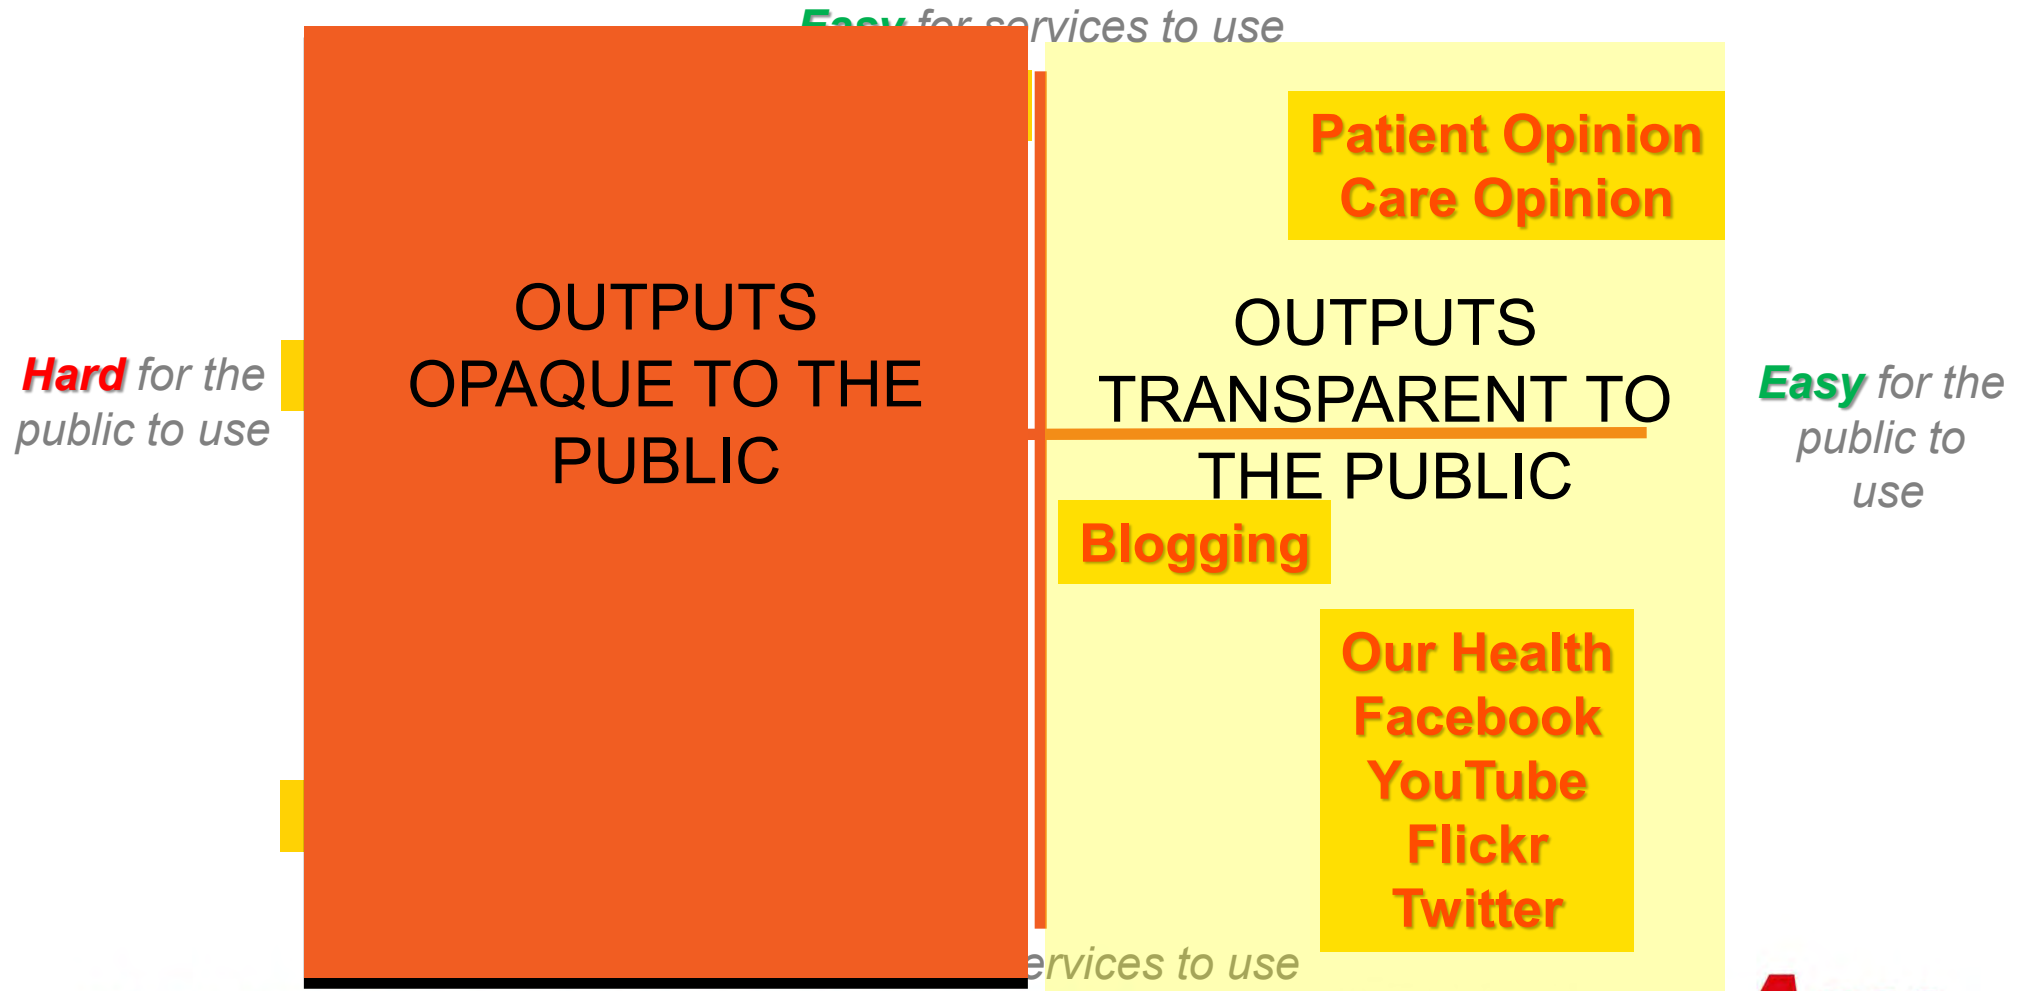 Easy for services to use
OUTPUTS
OPAQUE TO THE
PUBLIC
Hard for the
public to use
Patient Opinion
Care Opinion
OUTPUTS
TRANSPARENT TO
THE PUBLIC
Easy for the
public to
use
Blogging
Our Health
Facebook
YouTube
Flickr
Twitter
to use